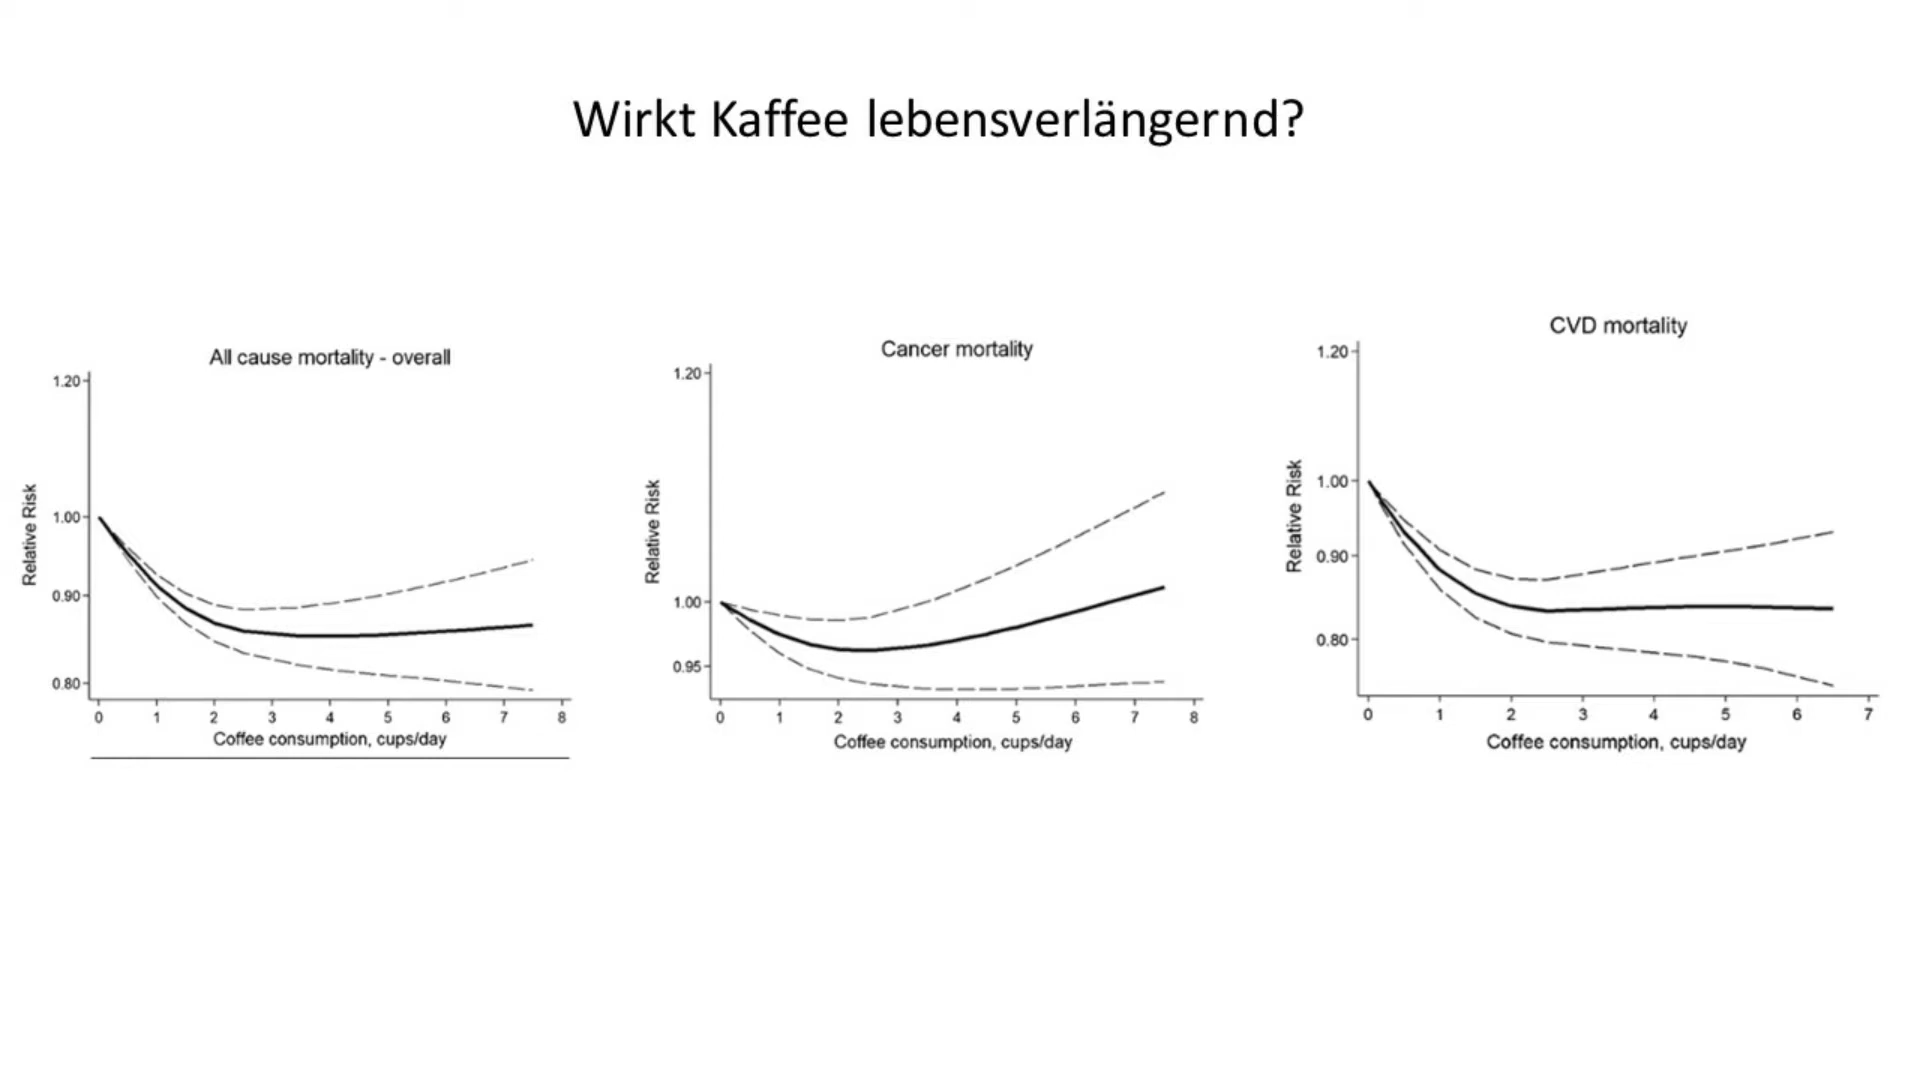 Wirkt Kaffee lebensverlängernd?
All cause mortality - overall
1.20
1.00
0.90
0.80
Relative Risk
0 1 2 3 4 5 6 7 8
Coffee consumption, cups/day
Cancer mortality
1.20
1.00
0.95
Relative Risk
0 1 2 3 4 5 6 7 8
Coffee consumption, cups/day
CVD mortality
1.20
1.00
0.90
0.80
Relative Risk
0 1 2 3 4 5 6 7
Coffee consumption, cups/day